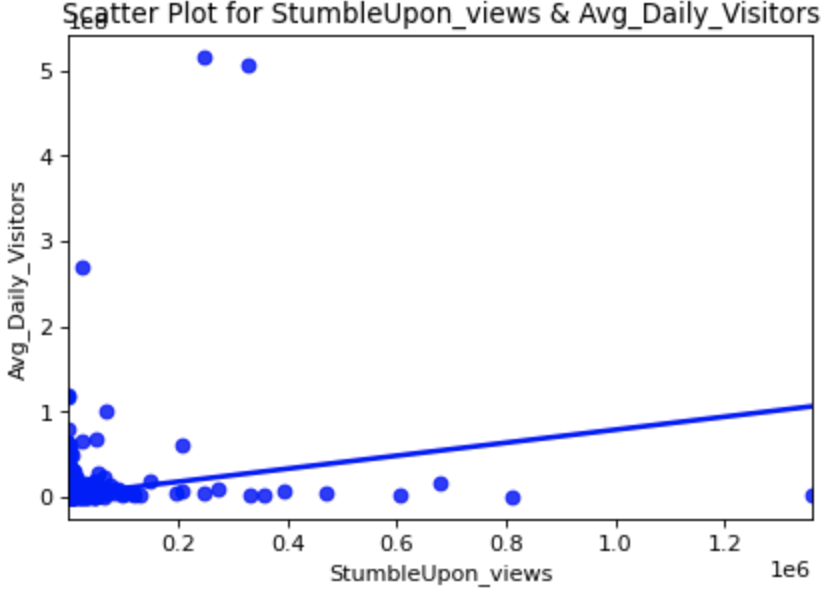 Scatter Plot for StumbleUpon_views & Avg_Daily_Visitors
1e8
5
4
3
2
1
0
Avg_Daily_Visitors
0.2 0.4 0.6 0.8 1.0 1.2
1e6
StumbleUpon_views